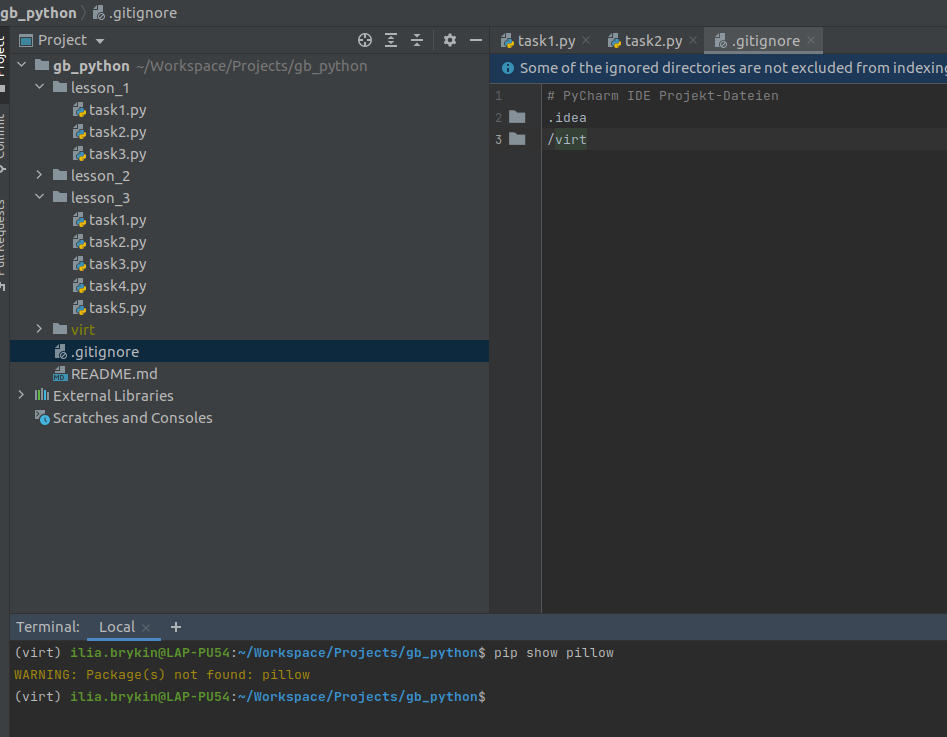 gb_python .gitignore
Project
Project
Commit
Pull Requests
gb_python ~/Workspace/Projects/gb_python
lesson_1
task1.py
task2.py
task3.py
lesson_2
lesson_3
task1.py
task2.py
task3.py
task4.py
task5.py
virt
.gitignore
README.md
External Libraries
Scratches and Consoles
task1.py task2.py .gitignore
Some of the ignored directories are not excluded from indexing
1 # PyCharm IDE Projekt-Dateien
2 .idea
3 /virt
Terminal: Local
(virt) ilia.brykin@LAP-PU54:~/Workspace/Projects/gb_python$ pip show pillow
WARNING: Package(s) not found: pillow
(virt) ilia.brykin@LAP-PU54:~/Workspace/Projects/gb_python$